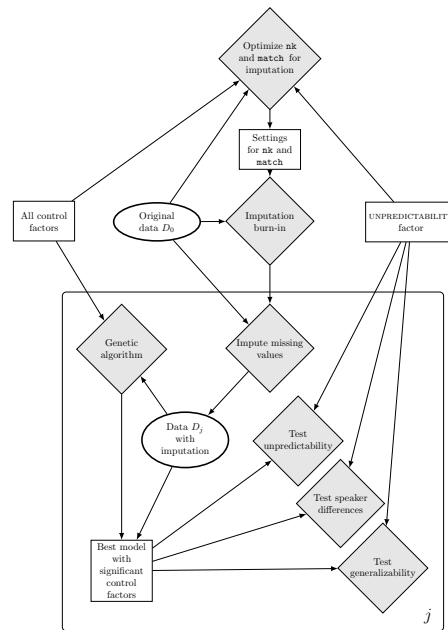 Optimize nk
and match for
imputation
Settings
for nk and
match
All control
factors
Original
data D0
Imputation
burn-in
UNPREDICTABILITY
factor
Genetic
algorithm
Impute missing
values
Data Dj
with
imputation
Test
unpredictability
Test speaker
differences
Best model
with
significant
control
factors
Test
generalizability
j